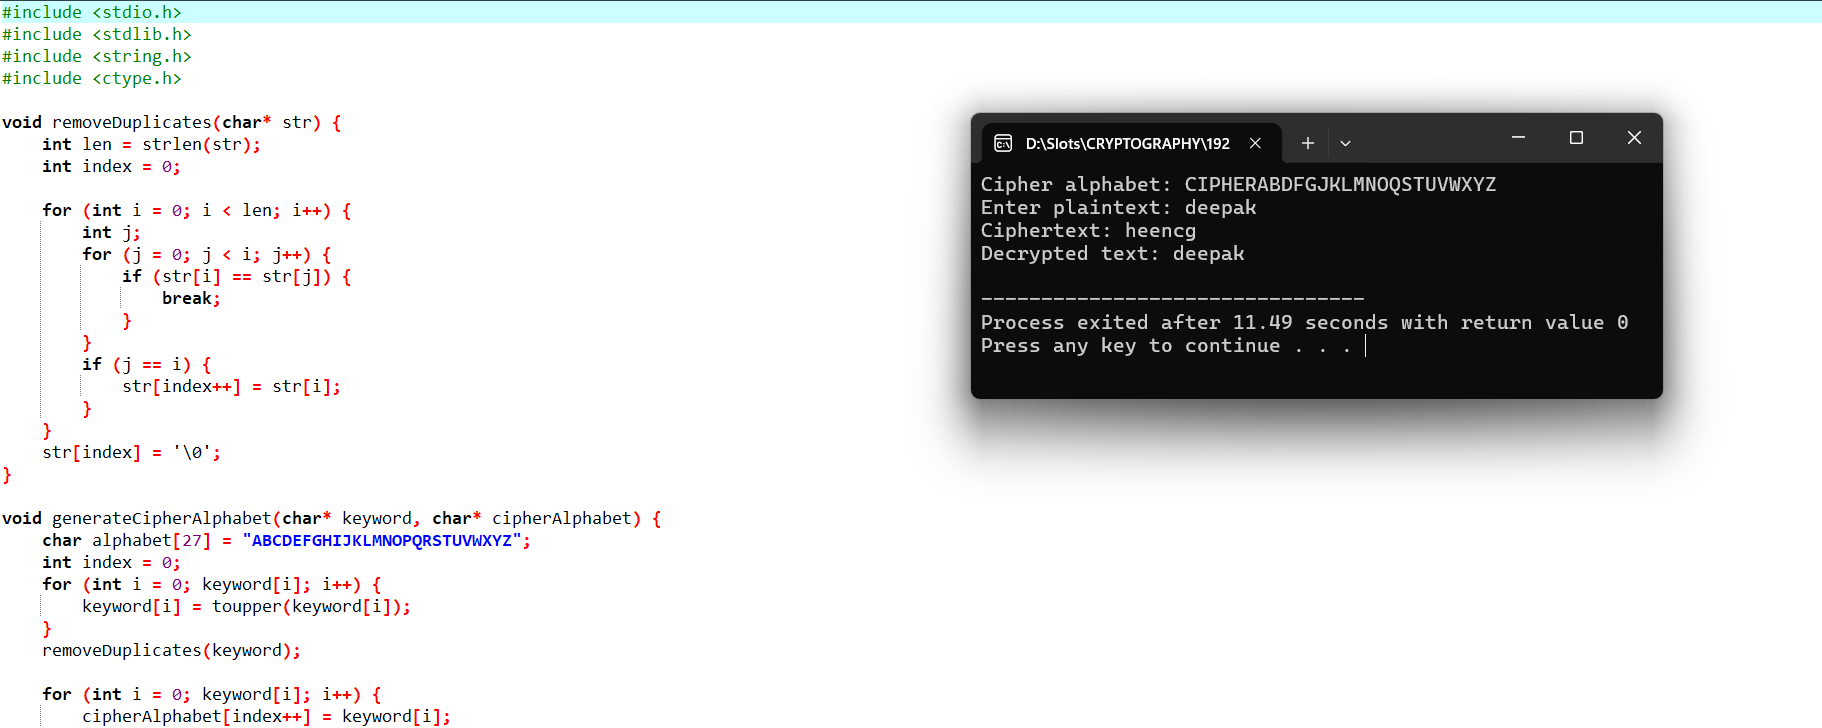 #include <stdio.h>
#include <stdlib.h>
#include <string.h>
#include <ctype.h>
void removeDuplicates(char* str) {
int len = strlen(str);
int index = 0;
for (int i = 0; i < len; i++) {
int j;
for (j = 0; j < i; j++) {
if (str[i] == str[j]) {
break;
}
}
if (j == i) {
str[index++] = str[i];
}
}
str[index] = '\0';
}
void generateCipherAlphabet(char* keyword, char* cipherAlphabet) {
char alphabet[27] = "ABCDEFGHIJKLMNOPQRSTUVWXYZ";
int index = 0;
for (int i = 0; keyword[i]; i++) {
keyword[i] = toupper(keyword[i]);
}
removeDuplicates(keyword);
for (int i = 0; keyword[i]; i++) {
cipherAlphabet[index++] = keyword[i];
D:\Slots\CRYPTOGRAPHY\192
Cipher alphabet: CIPHERABDFGJKLMNOQSTUVWXYZ
Enter plaintext: deepak
Ciphertext: heencg
Decrypted text: deepak
--------------------------------
Process exited after 11.49 seconds with return value 0
Press any key to continue . . .